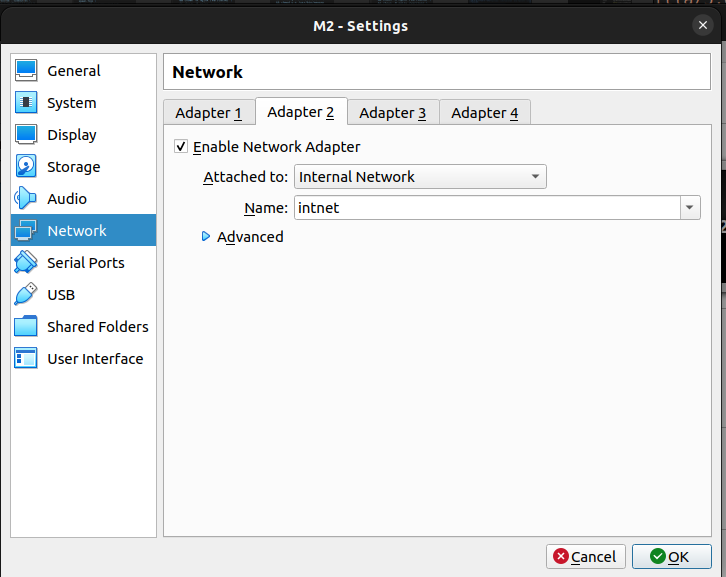 M2 - Settings
General
System
Display
Storage
Audio
Network
Serial Ports
USB
Shared Folders
User Interface
Network
Adapter 1 Adapter 2 Adapter 3 Adapter 4
Enable Network Adapter
Attached to: Internal Network
Name: intnet
Advanced
Cancel OK